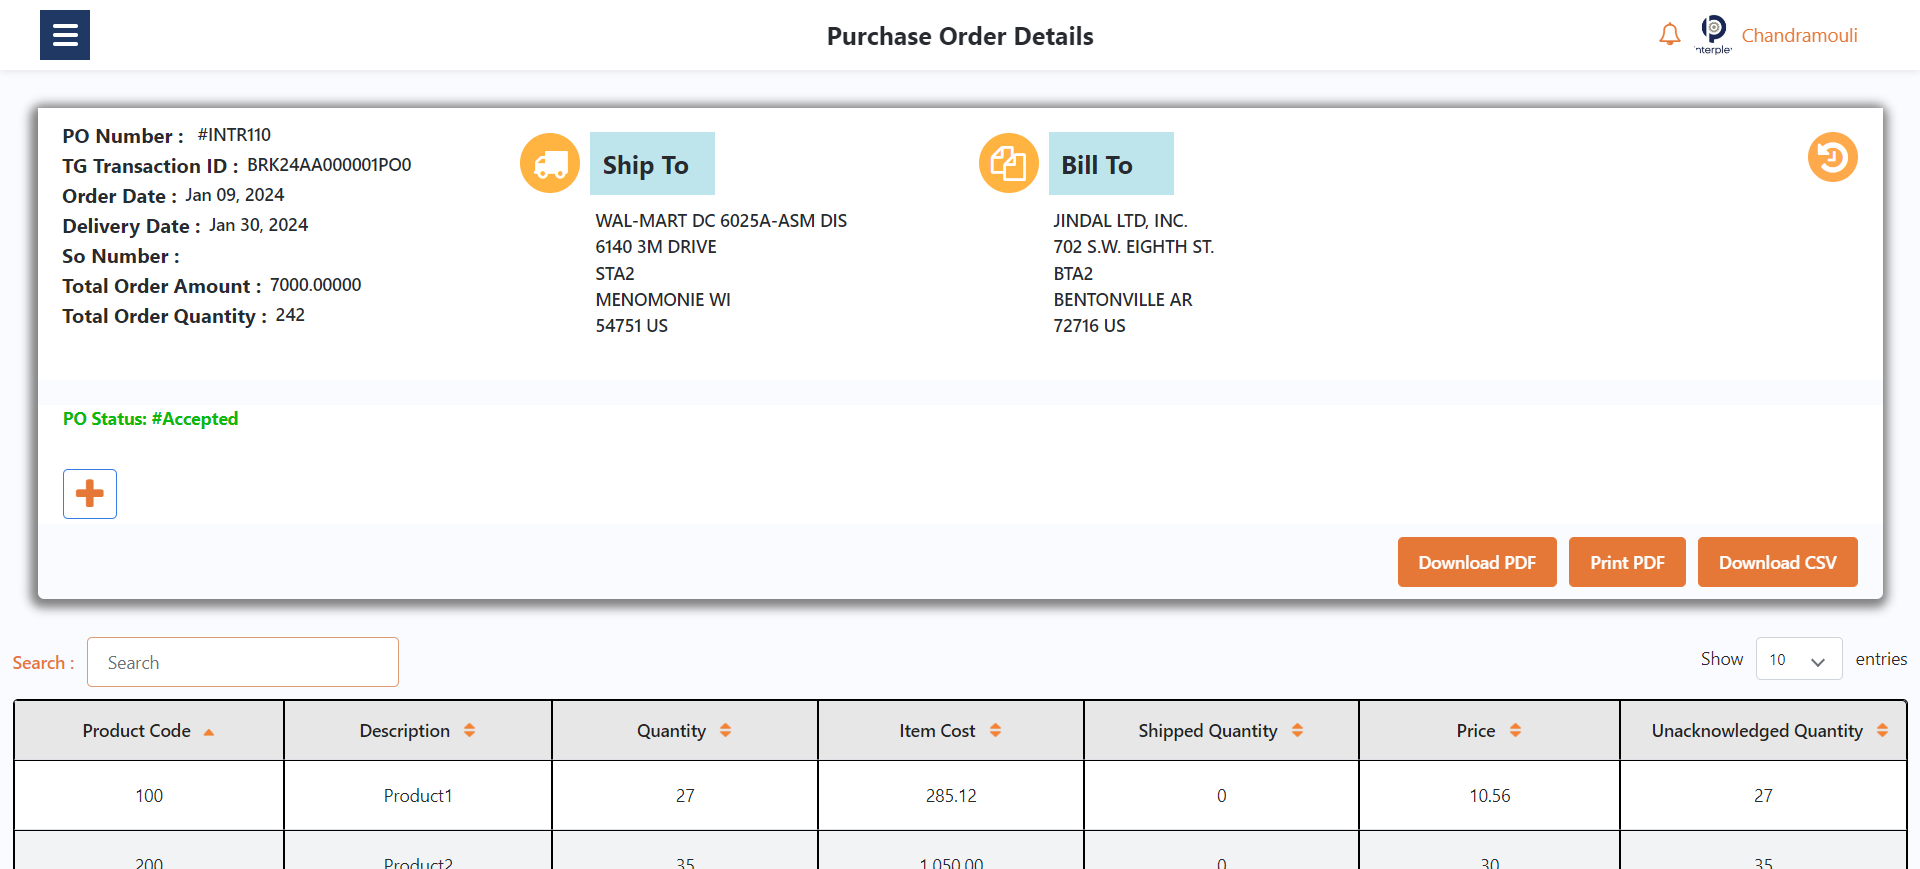 Purchase Order Details
nterple
Chandramouli
PO Number : #INTR110
TG Transaction ID : BRK24AA000001PO0
Order Date : Jan 09, 2024
Delivery Date : Jan 30, 2024
So Number :
Total Order Amount : 7000.00000
Total Order Quantity : 242
Ship To
WAL-MART DC 6025A-ASM DIS
6140 3M DRIVE
STA2
MENOMONIE WI
54751 US
Bill To
JINDAL LTD, INC.
702 S.W. EIGHTH ST.
BTA2
BENTONVILLE AR
72716 US
PO Status: #Accepted
Download PDF Print PDF Download CSV
Search : Search
Show 10 entries
Product Code Description Quantity Item Cost Shipped Quantity Price Unacknowledged Quantity
100 Product1 27 285.12 0 10.56 27
200 Product2 35 1,050.00 0 30 35